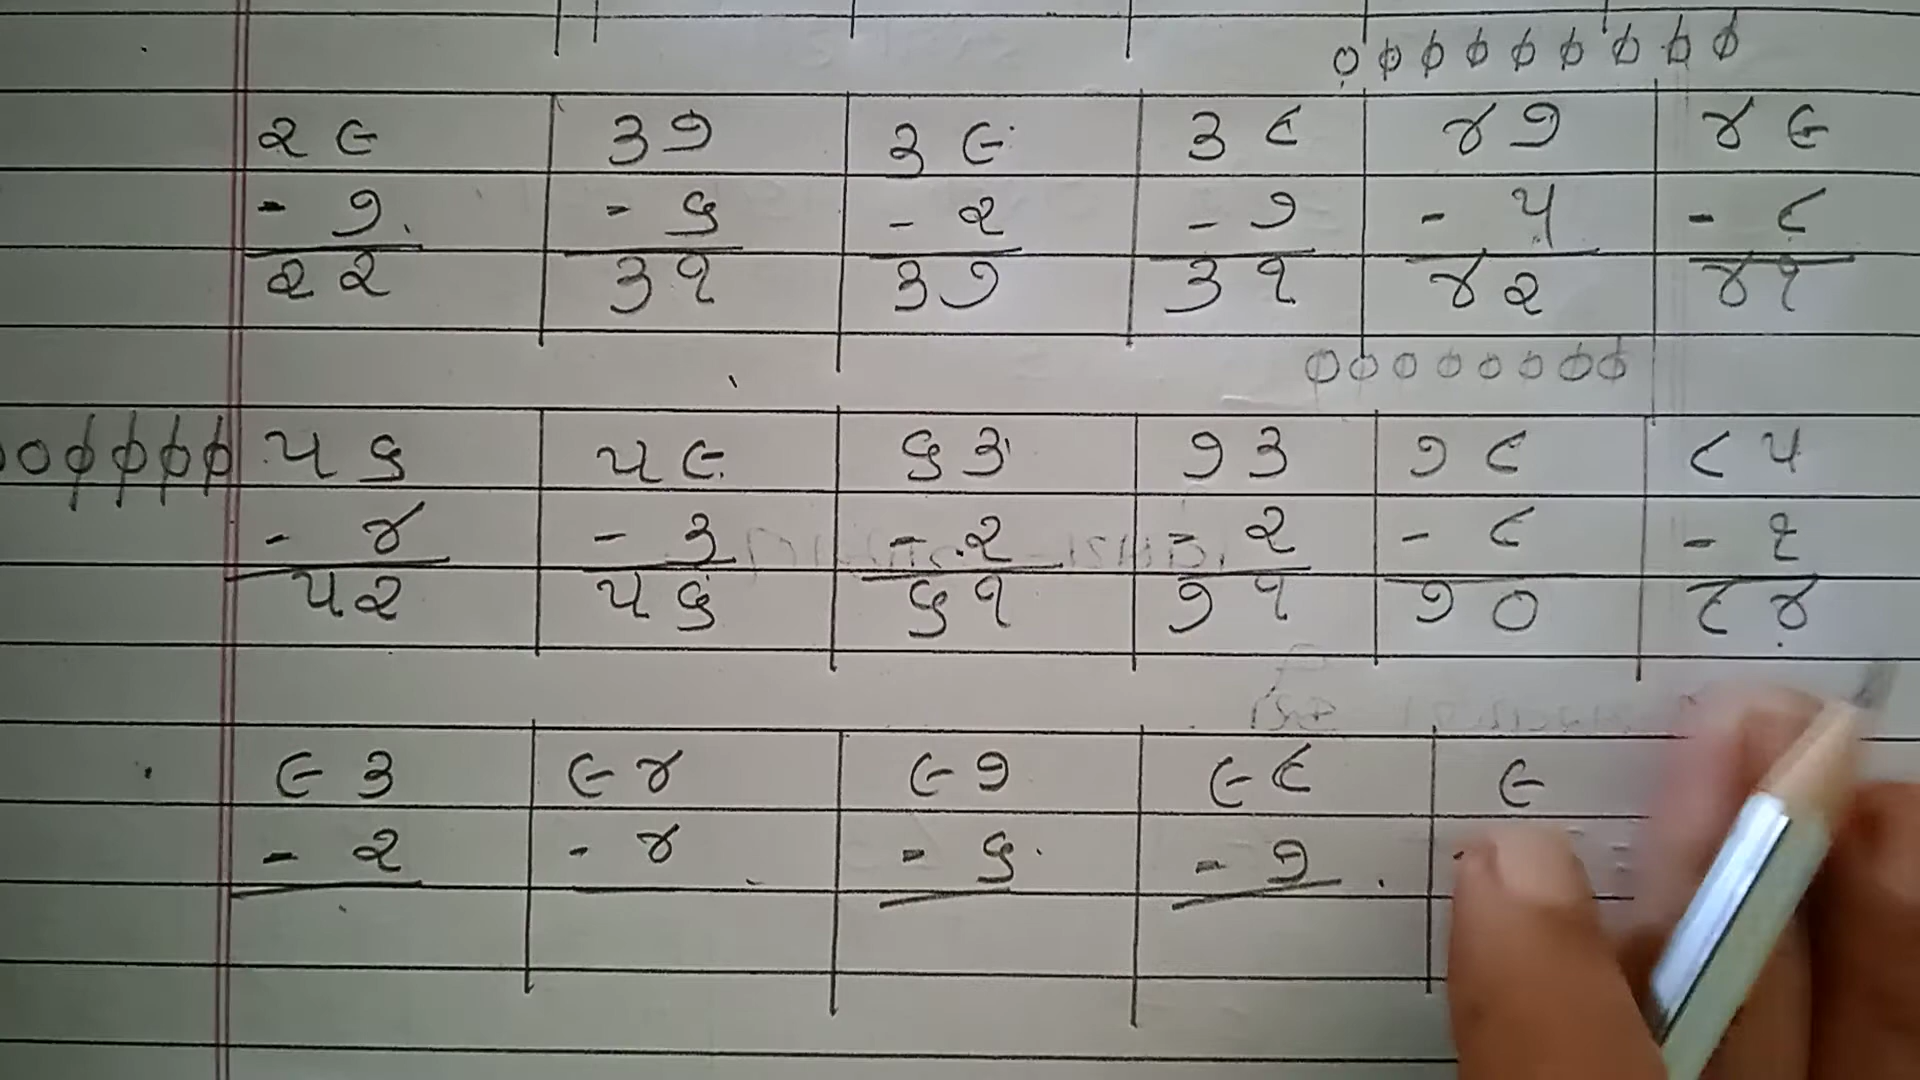 ૨૯ ૩૭ ૩૯ ૩૮ ૪૭ ૪૯
- ૭ - ૬ - ૨ - ૭ - ૫ - ૮
૨૨ ૩૧ ૩૭ ૩૧ ૪૨ ૪૧
૫૬ ૫૯ ૬૩ ૭૩ ૭૮ ૮૫
- ૪ - ૩ - ૨ - ૨ - ૮ - ૧
૫૨ ૫૬ ૬૧ ૭૧ ૭૦ ૮૪
૯૩ ૯૪ ૯૭ ૯૮ ૯
- ૨ - ૪ - ૬ - ૭ -